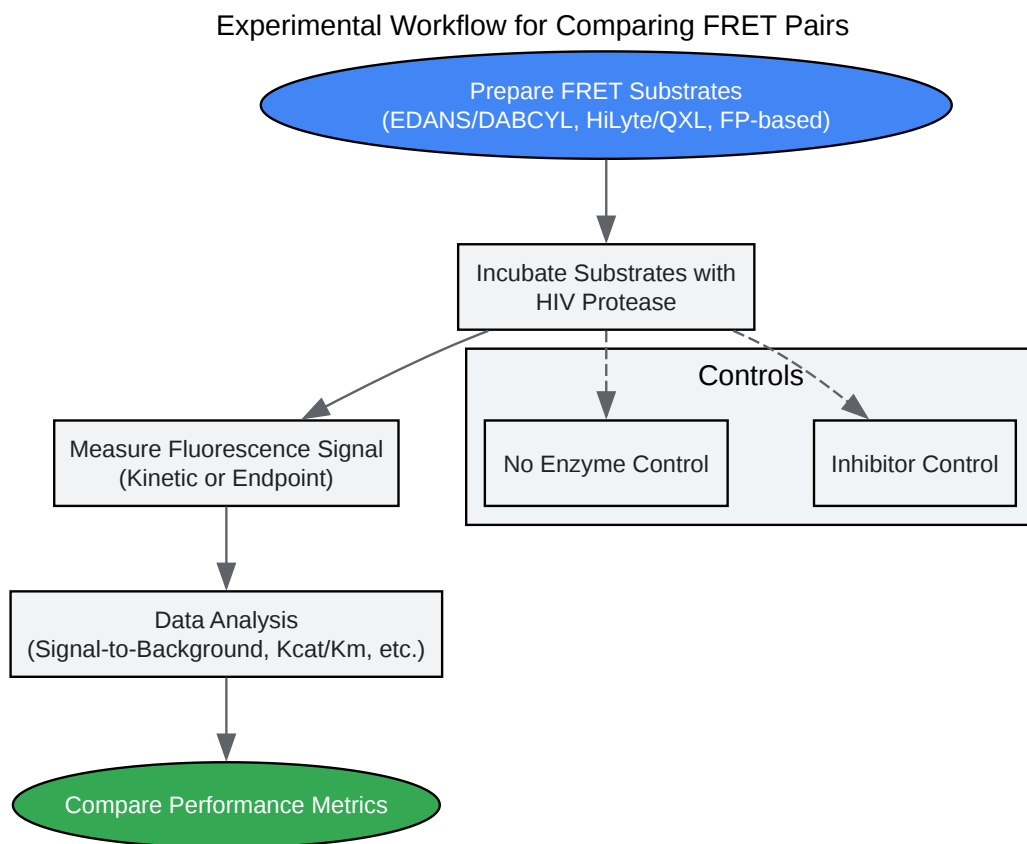 Experimental Workflow for Comparing FRET Pairs
Prepare FRET Substrates
(EDANS/DABCYL, HiLyte/QXL, FP-based)
Incubate Substrates with
HIV Protease
Controls
Measure Fluorescence Signal
(Kinetic or Endpoint)
No Enzyme Control
Inhibitor Control
Data Analysis
(Signal-to-Background, Kcat/Km, etc.)
Compare Performance Metrics